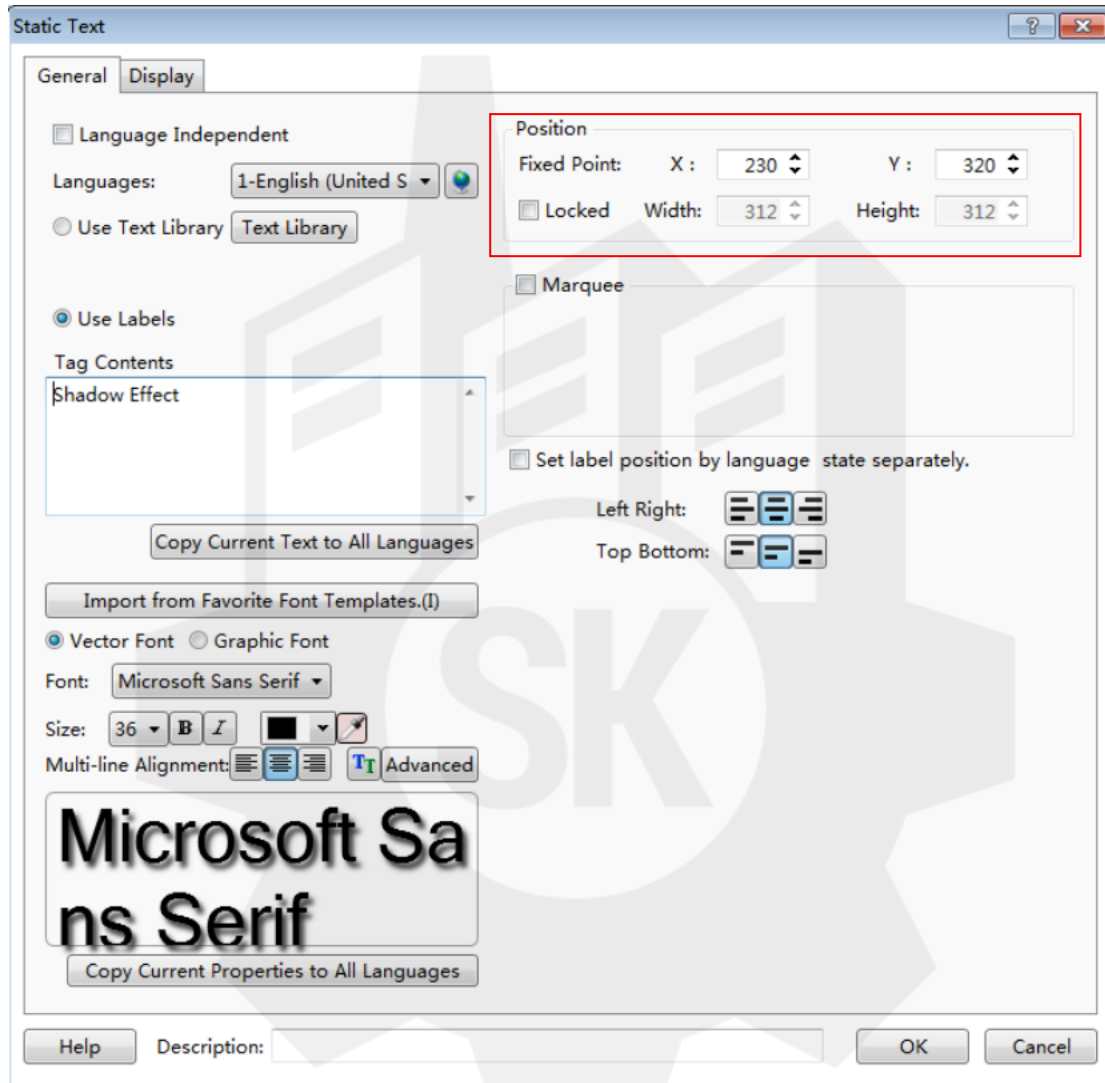 Static Text
General Display
Language Independent
Languages: 1-English (United S
Use Text Library Text Library
Use Labels
Tag Contents
Shadow Effect
Copy Current Text to All Languages
Import from Favorite Font Templates.(I)
Vector Font Graphic Font
Font: Microsoft Sans Serif
Size: 36 B I
Multi-line Alignment: TT Advanced
Microsoft Sa
ns Serif
Copy Current Properties to All Languages
Position
Fixed Point: X : 230 Y : 320
Locked Width: 312 Height: 312
Marquee
Set label position by language state separately.
Left Right:
Top Bottom:
SK
Help Description: OK Cancel